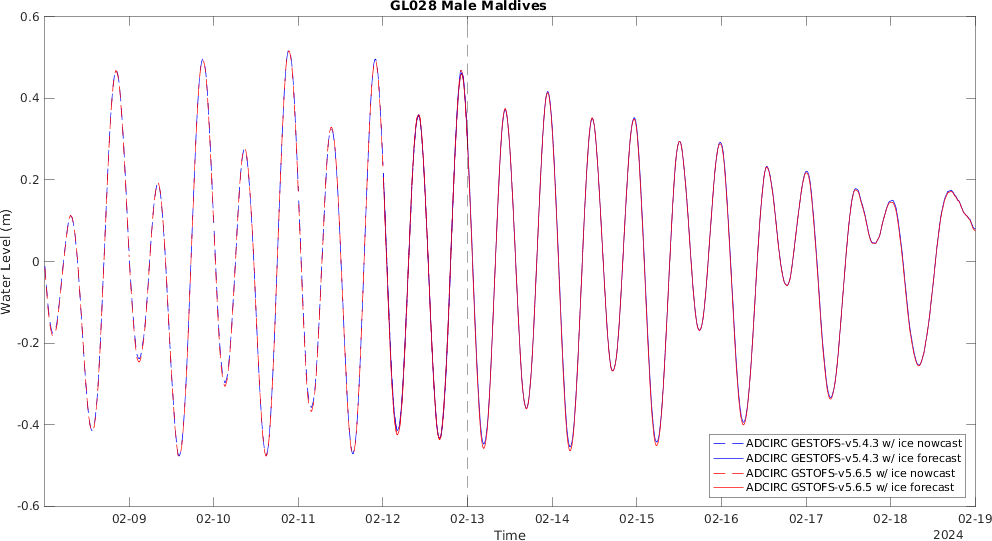 GL028 Male Maldives
0.6
0.4
0.2
0
-0.2
-0.4
-0.6
Water Level (m)
ADCIRC GESTOFS-v5.4.3 w/ ice nowcast
ADCIRC GESTOFS-v5.4.3 w/ ice forecast
ADCIRC GSTOFS-v5.6.5 w/ ice nowcast
ADCIRC GSTOFS-v5.6.5 w/ ice forecast
02-09 02-10 02-11 02-12 02-13 02-14 02-15 02-16 02-17 02-18 02-19
Time
2024